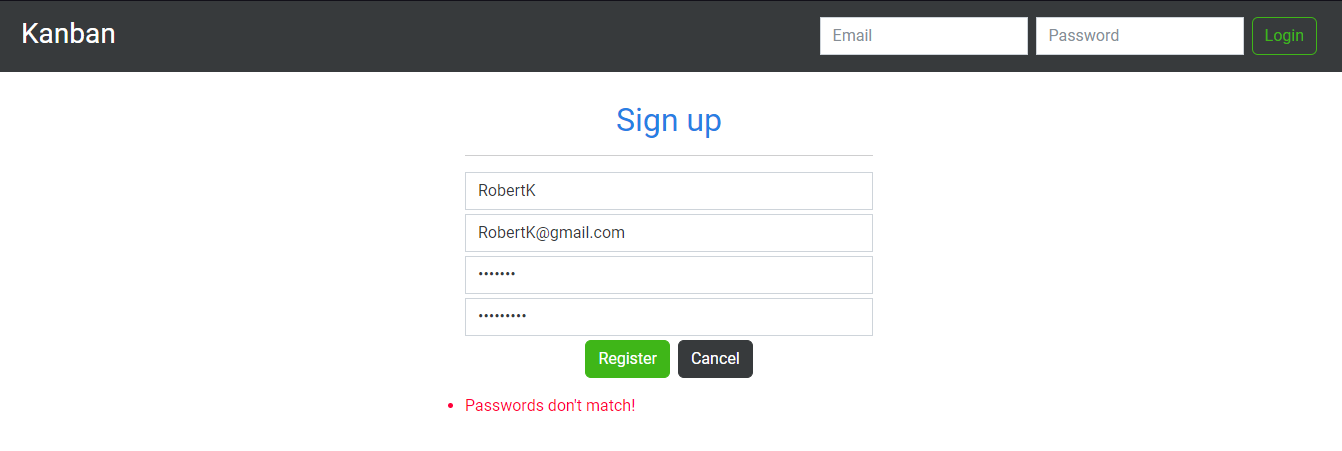 Kanban Email Password Login
Sign up
RobertK
RobertK@gmail.com
•••••••
•••••••••
Register Cancel
• Passwords don't match!